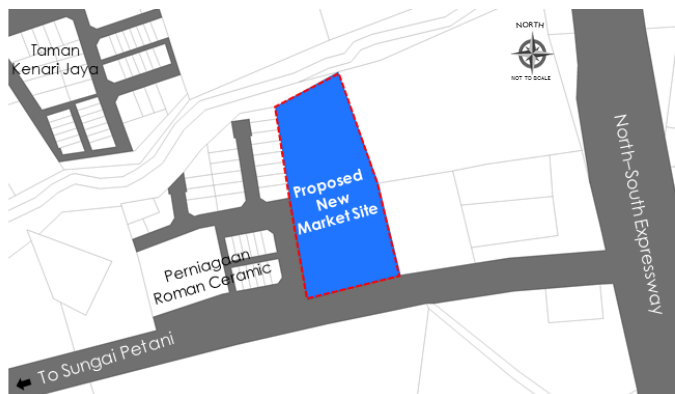 Taman
Kenari Jaya
NORTH
NOT TO SCALE
Proposed
New
Market Site
North–South Expressway
Perniagaan
Roman Ceramic
To Sungai Petani